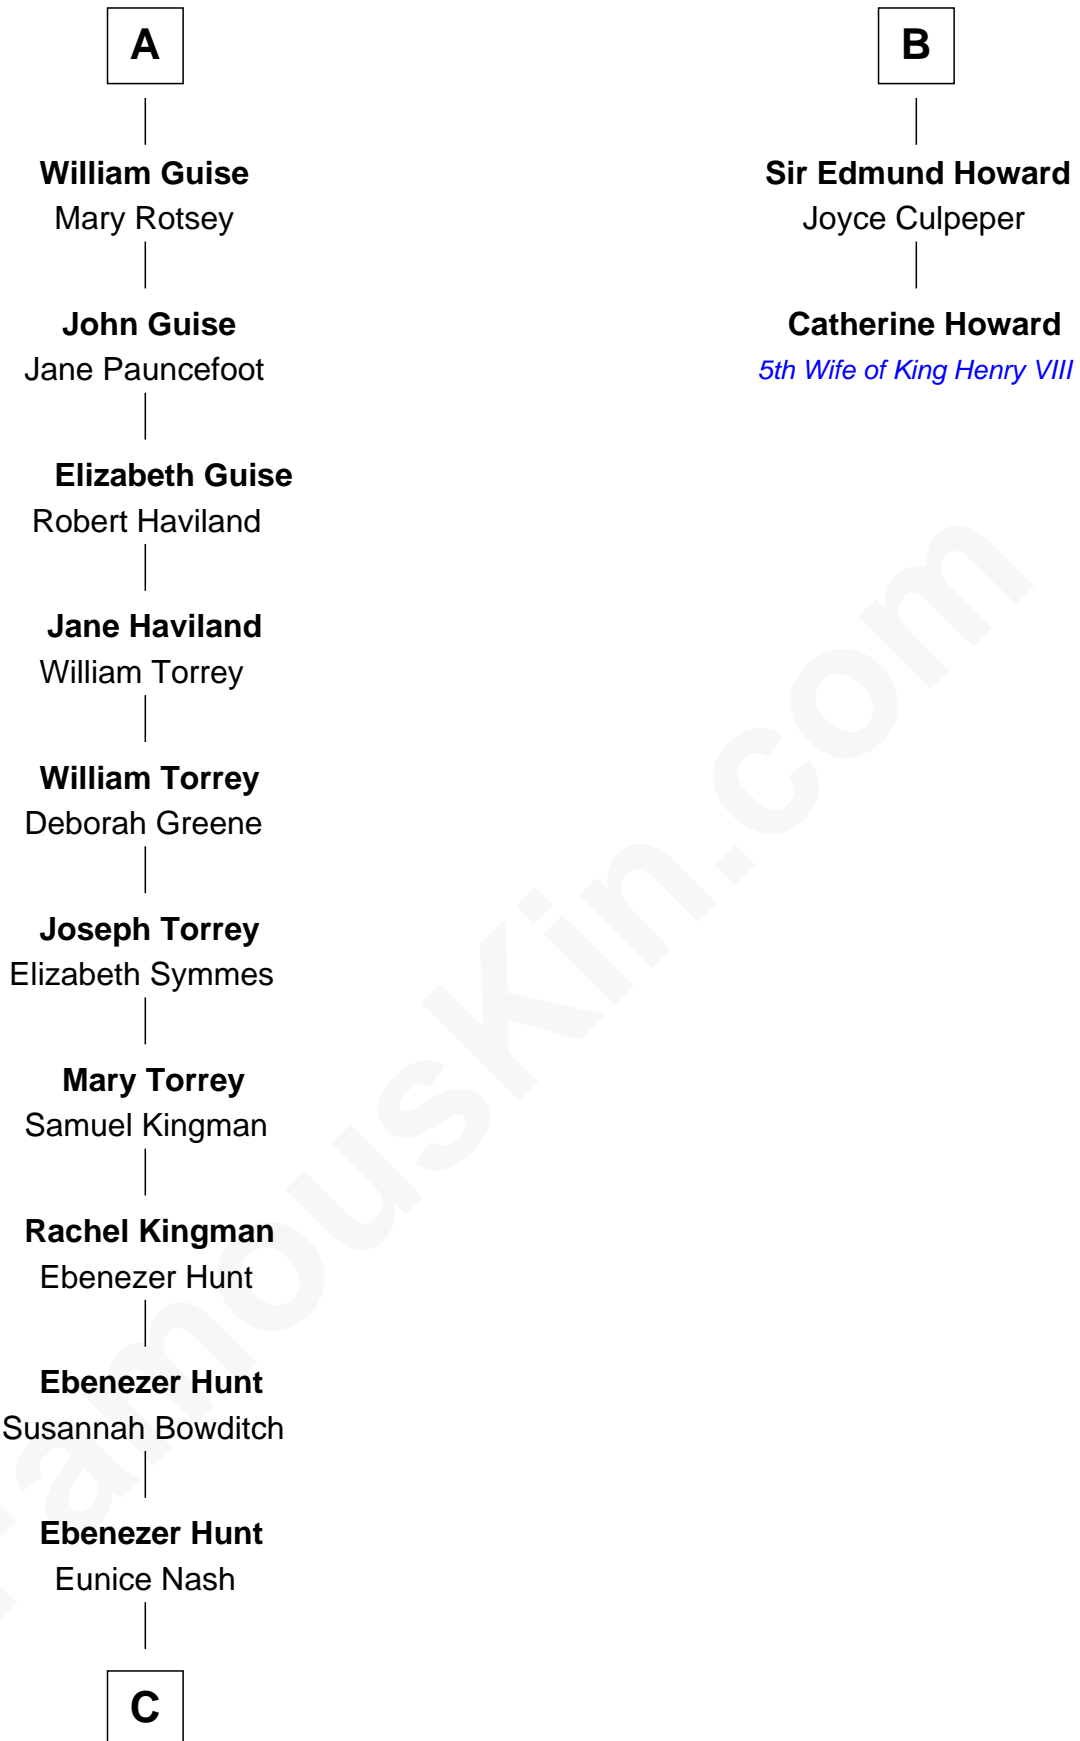 A
William Guise
Mary Rotsey
John Guise
Jane Pauncefoot
Elizabeth Guise
Robert Haviland
Jane Haviland
William Torrey
William Torrey
Deborah Greene
Joseph Torrey
Elizabeth Symmes
Mary Torrey
Samuel Kingman
Rachel Kingman
Ebenezer Hunt
Ebenezer Hunt
Susannah Bowditch
Ebenezer Hunt
Eunice Nash
C
B
Sir Edmund Howard
Joyce Culpeper
Catherine Howard
5th Wife of King Henry VIII
FamousKin.com